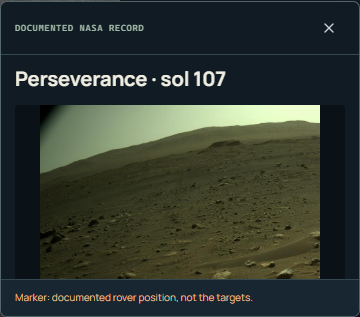 DOCUMENTED NASA RECORD
Perseverance · sol 107
Marker: documented rover position, not the targets.